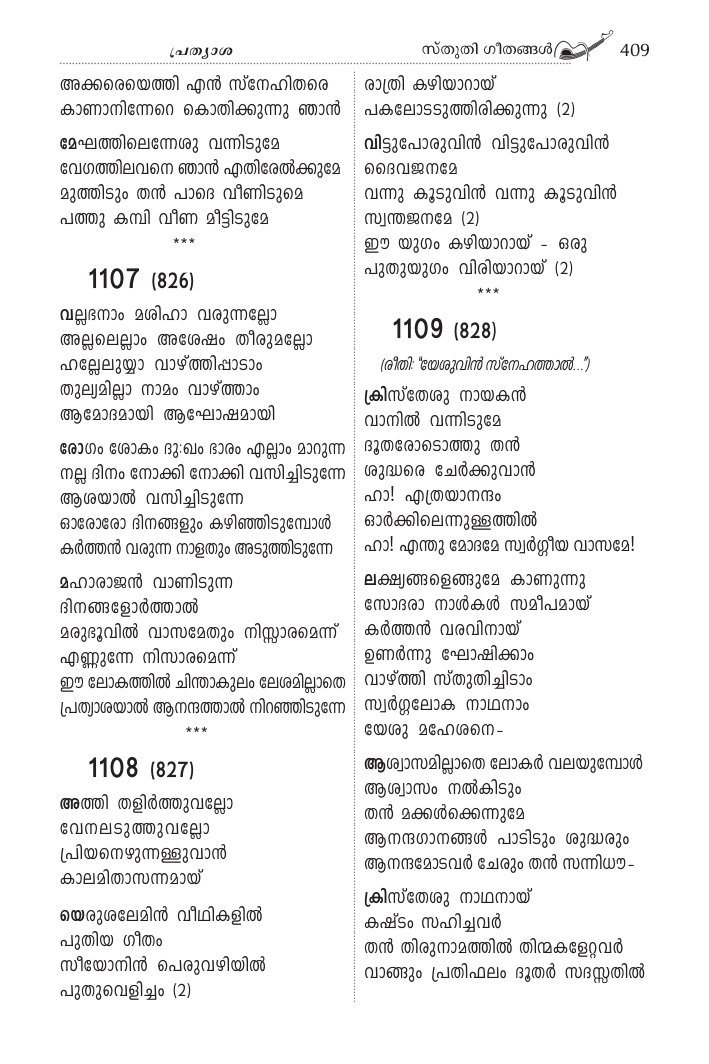 പ്രത്യാശ
സ്തുതി ഗീതങ്ങൾ 409
അക്കരെയെത്തി എൻ സ്നേഹിതരെ
കാണാനിന്നേറെ കൊതിക്കുന്നു ഞാൻ
മേഘത്തിലെന്നേശു വന്നിടുമേ
വേഗത്തിലവനെ ഞാൻ എതിരേൽക്കുമേ
മുത്തിടും തൻ പാദെ വീണിടുമെ
പത്തു കമ്പി വീണ മീട്ടിടുമേ
***
1107 (826)
വല്ലഭനാം മശിഹാ വരുന്നല്ലോ
അല്ലലെല്ലാം അശേഷം തീരുമല്ലോ
ഹല്ലേലുയ്യാ വാഴ്ത്തിപ്പാടാം
തുല്യമില്ലാ നാമം വാഴ്ത്താം
ആമോദമായി ആഘോഷമായി
രോഗം ശോകം ദു:ഖം ഭാരം എല്ലാം മാറുന്ന
നല്ല ദിനം നോക്കി നോക്കി വസിച്ചിടുന്നേ
ആശയാൽ വസിച്ചിടുന്നേ
ഓരോരോ ദിനങ്ങളും കഴിഞ്ഞിടുമ്പോൾ
കർത്തൻ വരുന്ന നാളതും അടുത്തിടുന്നേ
മഹാരാജൻ വാണിടുന്ന
ദിനങ്ങളോർത്താൽ
മരുഭൂവിൽ വാസമേതും നിസ്സാരമെന്ന്
എണ്ണുന്നേ നിസാരമെന്ന്
ഈ ലോകത്തിൽ ചിന്താകുലം ലേശമില്ലാതെ
പ്രത്യാശയാൽ ആനന്ദത്താൽ നിറഞ്ഞിടുന്നേ
***
1108 (827)
അത്തി തളിർത്തുവല്ലോ
വേനലടുത്തുവല്ലോ
പ്രിയനെഴുന്നള്ളുവാൻ
കാലമിതാസന്നമായ്
യെരുശലേമിൻ വീഥികളിൽ
പുതിയ ഗീതം
സീയോനിൻ പെരുവഴിയിൽ
പുതുവെളിച്ചം (2)
രാത്രി കഴിയാറായ്
പകലോടടുത്തിരിക്കുന്നു (2)
വിട്ടുപോരുവിൻ വിട്ടുപോരുവിൻ
ദൈവജനമേ
വന്നു കൂടുവിൻ വന്നു കൂടുവിൻ
സ്വന്തജനമേ (2)
ഈ യുഗം കഴിയാറായ് - ഒരു
പുതുയുഗം വിരിയാറായ് (2)
***
1109 (828)
(രീതി: "യേശുവിൻ സ്നേഹത്താൽ...")
ക്രിസ്തേശു നായകൻ
വാനിൽ വന്നിടുമേ
ദൂതരോടൊത്തു തൻ
ശുദ്ധരെ ചേർക്കുവാൻ
ഹാ! എത്രയാനന്ദം
ഓർക്കിലെന്നുള്ളത്തിൽ
ഹാ! എന്തു മോദമേ സ്വർഗ്ഗീയ വാസമേ!
ലക്ഷ്യങ്ങളെങ്ങുമേ കാണുന്നു
സോദരാ നാൾകൾ സമീപമായ്
കർത്തൻ വരവിനായ്
ഉണർന്നു ഘോഷിക്കാം
വാഴ്ത്തി സ്തുതിച്ചിടാം
സ്വർഗ്ഗലോക നാഥനാം
യേശു മഹേശനെ-
ആശ്വാസമില്ലാതെ ലോകർ വലയുമ്പോൾ
ആശ്വാസം നൽകിടും
തൻ മക്കൾക്കെന്നുമേ
ആനന്ദഗാനങ്ങൾ പാടിടും ശുദ്ധരും
ആനന്ദമോടവർ ചേരും തൻ സന്നിധൗ-
ക്രിസ്തേശു നാഥനായ്
കഷ്ടം സഹിച്ചവർ
തൻ തിരുനാമത്തിൽ തിന്മകളേറ്റവർ
വാങ്ങും പ്രതിഫലം ദൂതർ സദസ്സതിൽ